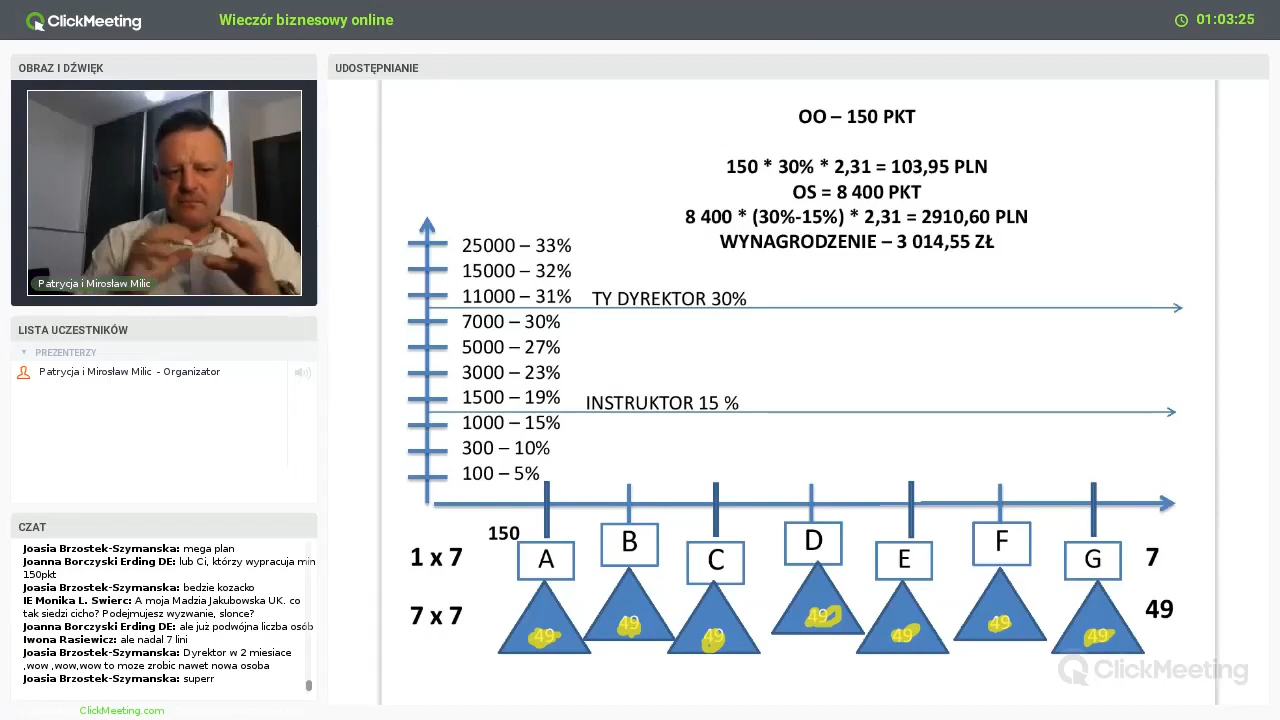 ClickMeeting
Wieczór biznesowy online
01:03:25
OBRAZ I DŹWIĘK
Patrycja i Mirosław Milic
LISTA UCZESTNIKÓW
PREZENTERZY
Patrycja i Mirosław Milic - Organizator
CZAT
Joasia Brzostek-Szymanska: mega plan
Joanna Borczyski Erding DE: lub Ci, którzy wypracuja min
150pkt
Joasia Brzostek-Szymanska: bedzie kozacko
IE Monika L. Swierc: A moja Madzia Jakubowska UK. co
tak siedzi cicho? Podejmujesz wyzwanie, slonce?
Joanna Borczyski Erding DE: ale już podwójna liczba osób
Iwona Rasiewicz: ale nadal 7 lini
Joasia Brzostek-Szymanska: Dyrektor w 2 miesiace
,wow ,wow,wow to moze zrobic nawet nowa osoba
Joasia Brzostek-Szymanska: superr
ClickMeeting.com
UDOSTĘPNIANIE
OO – 150 PKT
150 * 30% * 2,31 = 103,95 PLN
OS = 8 400 PKT
8 400 * (30%-15%) * 2,31 = 2910,60 PLN
WYNAGRODZENIE – 3 014,55 ZŁ
25000 – 33%
15000 – 32%
11000 – 31%
TY DYREKTOR 30%
7000 – 30%
5000 – 27%
3000 – 23%
1500 – 19%
INSTRUKTOR 15 %
1000 – 15%
300 – 10%
100 – 5%
150
1 x 7
A B C D E F G
7
7 x 7
49 49 49 49 49 49 49
49
ClickMeeting